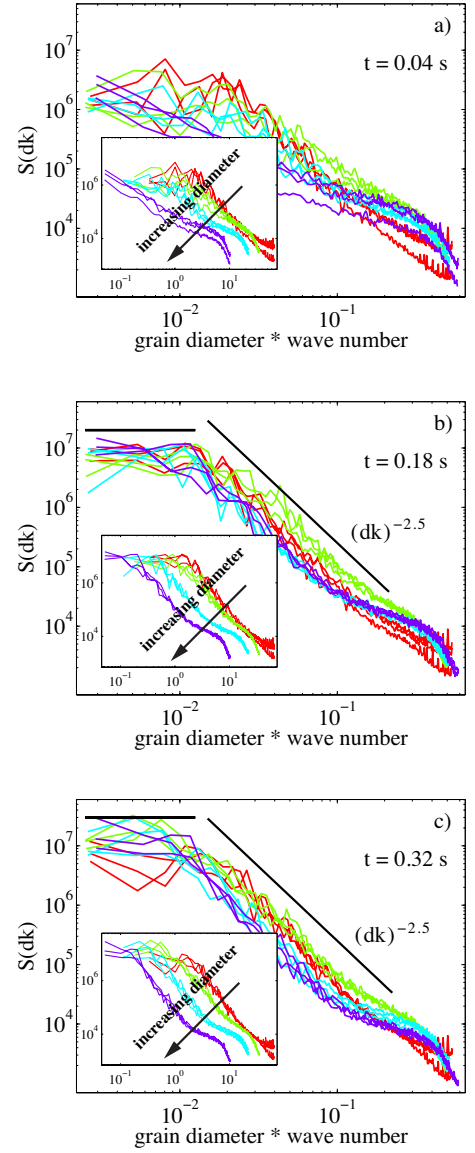 a)
t = 0.04 s
S(dk)
10^7
10^6
10^5
10^4
10^6
10^4
increasing diameter
10^-1 10^0 10^1
10^-2 10^-1
grain diameter * wave number
b)
t = 0.18 s
(dk)^-2.5
S(dk)
10^7
10^6
10^5
10^4
10^6
10^4
increasing diameter
10^-1 10^0 10^1
10^-2 10^-1
grain diameter * wave number
c)
t = 0.32 s
(dk)^-2.5
S(dk)
10^7
10^6
10^5
10^4
10^6
10^4
increasing diameter
10^-1 10^0 10^1
10^-2 10^-1
grain diameter * wave number